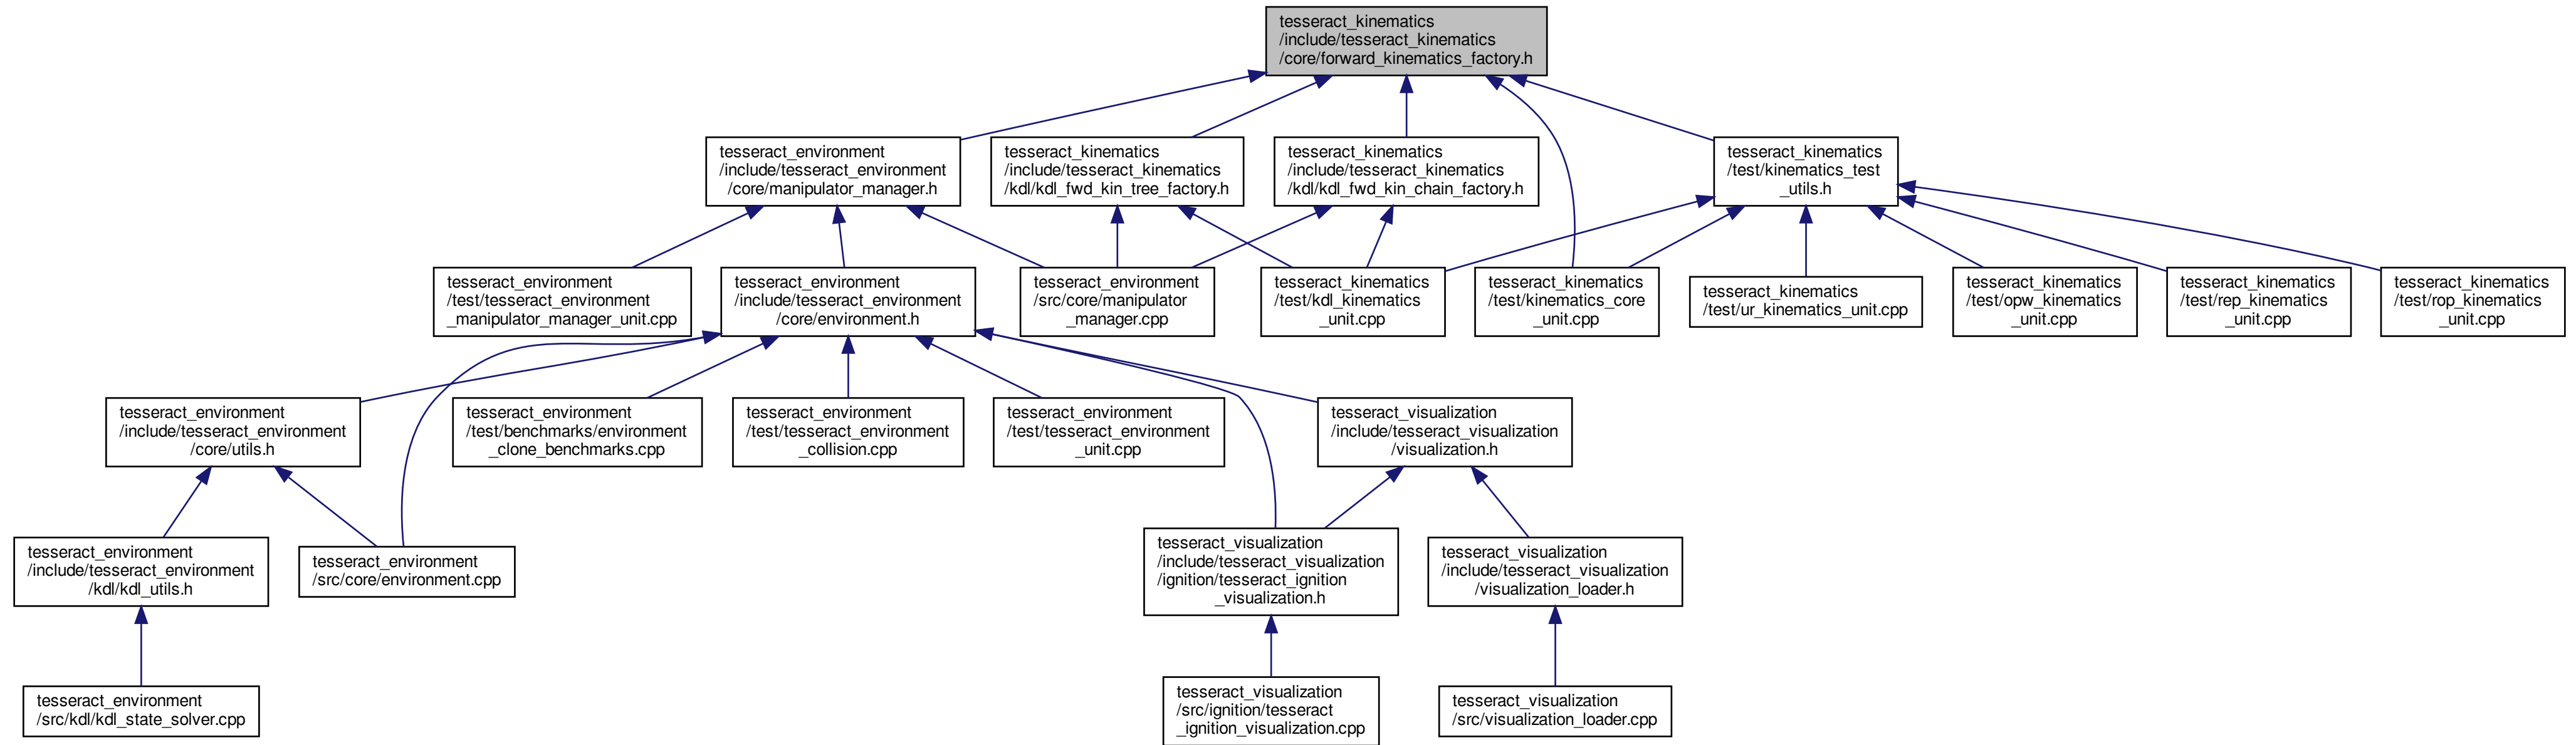 tesseract_kinematics
/include/tesseract_kinematics
/core/forward_kinematics_factory.h
tesseract_environment
/include/tesseract_environment
/core/manipulator_manager.h
tesseract_kinematics
/include/tesseract_kinematics
/kdl/kdl_fwd_kin_tree_factory.h
tesseract_kinematics
/include/tesseract_kinematics
/kdl/kdl_fwd_kin_chain_factory.h
tesseract_kinematics
/test/kinematics_test
_utils.h
tesseract_environment
/test/tesseract_environment
_manipulator_manager_unit.cpp
tesseract_environment
/include/tesseract_environment
/core/environment.h
tesseract_environment
/src/core/manipulator
_manager.cpp
tesseract_kinematics
/test/kdl_kinematics
_unit.cpp
tesseract_kinematics
/test/kinematics_core
_unit.cpp
tesseract_kinematics
/test/ur_kinematics_unit.cpp
tesseract_kinematics
/test/opw_kinematics
_unit.cpp
tesseract_kinematics
/test/rep_kinematics
_unit.cpp
tesseract_kinematics
/test/rop_kinematics
_unit.cpp
tesseract_environment
/include/tesseract_environment
/core/utils.h
tesseract_environment
/test/benchmarks/environment
_clone_benchmarks.cpp
tesseract_environment
/test/tesseract_environment
_collision.cpp
tesseract_environment
/test/tesseract_environment
_unit.cpp
tesseract_visualization
/include/tesseract_visualization
/visualization.h
tesseract_environment
/include/tesseract_environment
/kdl/kdl_utils.h
tesseract_environment
/src/core/environment.cpp
tesseract_visualization
/include/tesseract_visualization
/ignition/tesseract_ignition
_visualization.h
tesseract_visualization
/include/tesseract_visualization
/visualization_loader.h
tesseract_environment
/src/kdl/kdl_state_solver.cpp
tesseract_visualization
/src/ignition/tesseract
_ignition_visualization.cpp
tesseract_visualization
/src/visualization_loader.cpp